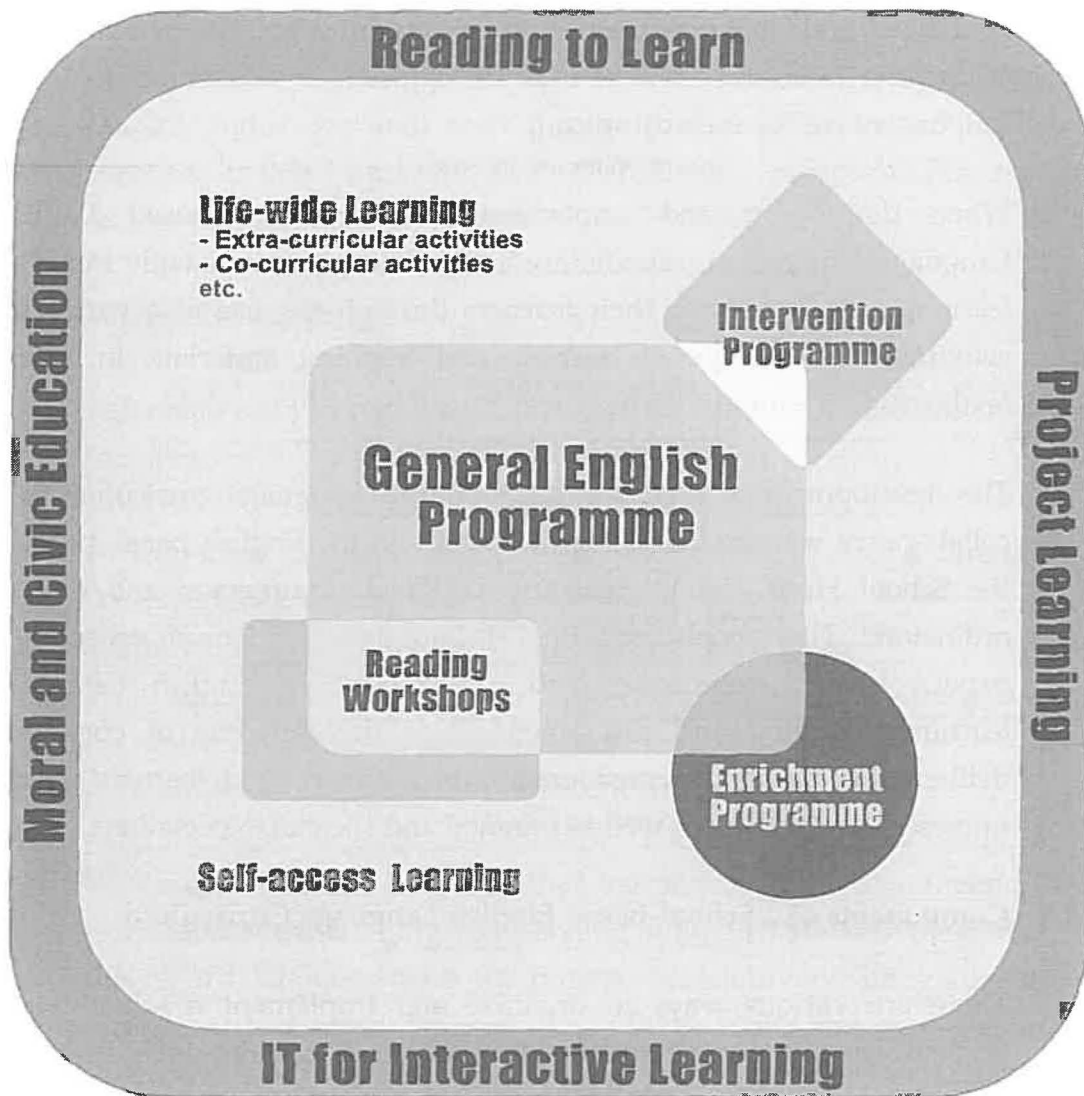 Reading to Learn
Life-wide Learning
- Extra-curricular activities
- Co-curricular activities
etc.
Intervention
Programme
Moral and Civic Education
Project Learning
General English
Programme
Reading
Workshops
Enrichment
Programme
Self-access Learning
IT for Interactive Learning